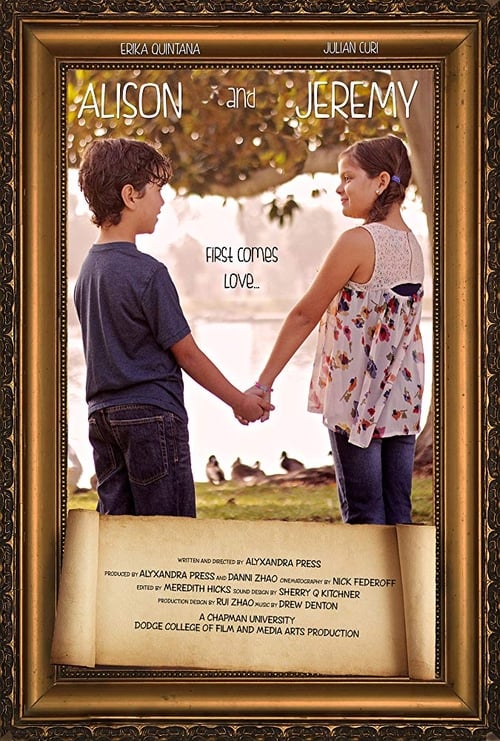 ERIKA QUINTANA JULIAN CURI
ALISON and JEREMY
FIRST COMES
LOVE...
WRITTEN AND DIRECTED BY ALYXANDRA PRESS
PRODUCED BY ALYXANDRA PRESS AND DANNI ZHAO CINEMATOGRAPHY BY NICK FEDEROFF
EDITED BY MEREDITH HICKS SOUND DESIGN BY SHERRY Q KITCHNER
PRODUCTION DESIGN BY RUI ZHAO MUSIC BY DREW DENTON
A CHAPMAN UNIVERSITY
DODGE COLLEGE OF FILM AND MEDIA ARTS PRODUCTION